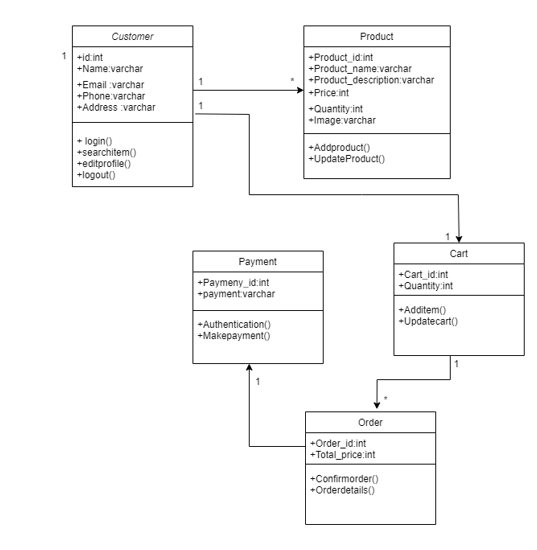 Customer
1
+id:int
+Name:varchar
+Email :varchar
+Phone:varchar
+Address :varchar
+ login()
+searchitem()
+editprofile()
+logout()
1
*
1
Product
+Product_id:int
+Product_name:varchar
+Product_description:varchar
+Price:int
+Quantity:int
+Image:varchar
+Addproduct()
+UpdateProduct()
1
Cart
+Cart_id:int
+Quantity:int
+Additem()
+Updatecart()
1
*
Payment
+Paymeny_id:int
+payment:varchar
+Authentication()
+Makepayment()
1
Order
+Order_id:int
+Total_price:int
+Confirmorder()
+Orderdetails()